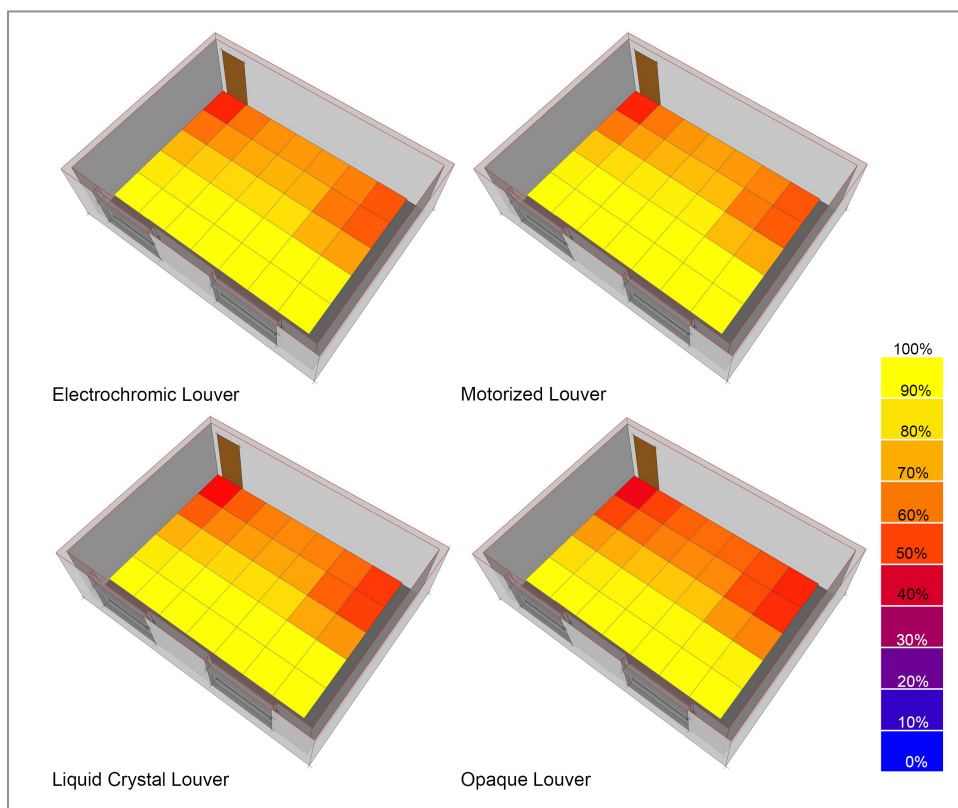 Electrochromic Louver
Motorized Louver
Liquid Crystal Louver
Opaque Louver
100%
90%
80%
70%
60%
50%
40%
30%
20%
10%
0%